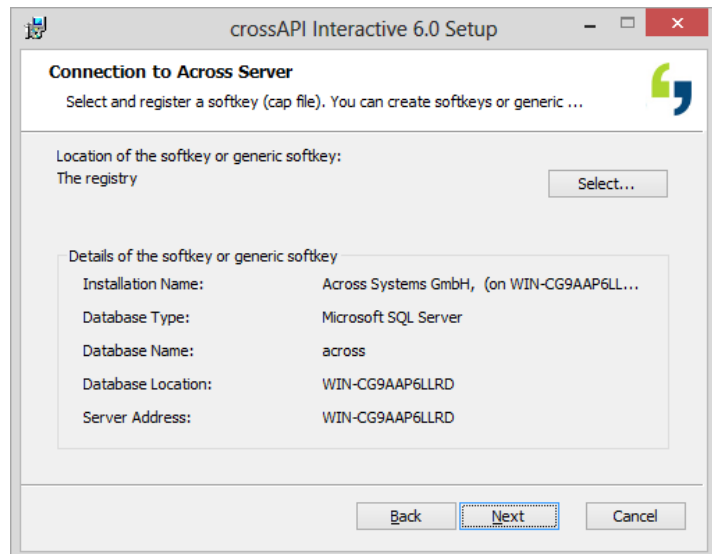 crossAPI Interactive 6.0 Setup
Connection to Across Server
Select and register a softkey (cap file). You can create softkeys or generic ...
Location of the softkey or generic softkey:
The registry
Select...
Details of the softkey or generic softkey
Installation Name: Across Systems GmbH, (on WIN-CG9AAP6LL...
Database Type: Microsoft SQL Server
Database Name: across
Database Location: WIN-CG9AAP6LLRD
Server Address: WIN-CG9AAP6LLRD
Back Next Cancel